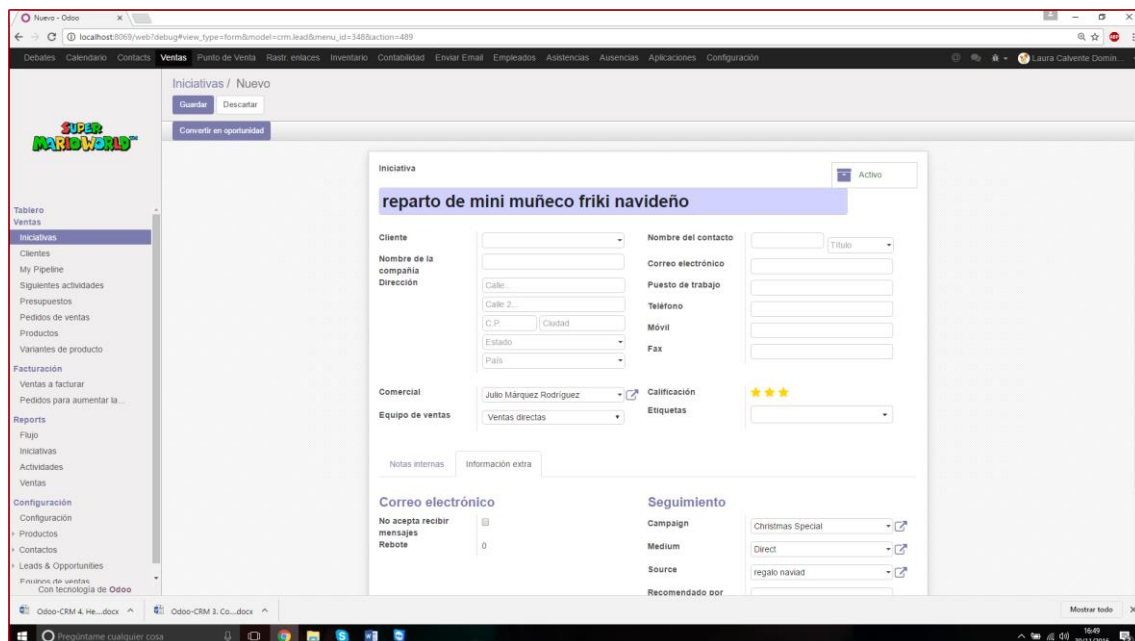 Nuevo - Odoo
localhost:8069/web?debug#view_type=form&model=crm.lead&menu_id=348&action=489
Debates Calendario Contacts Ventas Punto de Venta Rastr. enlaces Inventario Contabilidad Enviar Email Empleados Asistencias Ausencias Aplicaciones Configuración Laura Calvente Domín...
Iniciativas / Nuevo
Guardar Descartar
Convertir en oportunidad
SUPER
MARIO WORLD
Tablero
Ventas
Iniciativas
Clientes
My Pipeline
Siguientes actividades
Presupuestos
Pedidos de ventas
Productos
Variantes de producto
Facturación
Ventas a facturar
Pedidos para aumentar la...
Reports
Flujo
Iniciativas
Actividades
Ventas
Configuración
Configuración
Productos
Contactos
Leads & Opportunities
Equipos de ventas
Con tecnología de Odoo
Iniciativa
Activo
reparto de mini muñeco friki navideño
Cliente
Nombre de la
compañía
Dirección
Calle...
Calle 2...
C.P. Ciudad
Estado
País
Nombre del contacto Título
Correo electrónico
Puesto de trabajo
Teléfono
Móvil
Fax
Comercial Julio Márquez Rodríguez
Equipo de ventas Ventas directas
Calificación
Etiquetas
Notas internas Información extra
Correo electrónico
No acepta recibir
mensajes
Rebote 0
Seguimiento
Campaign Christmas Special
Medium Direct
Source regalo naviad
Recomendado por
Odoo-CRM 4. He....docx Odoo-CRM 3. Co....docx Mostrar todo
Pregúntame cualquier cosa
16:49